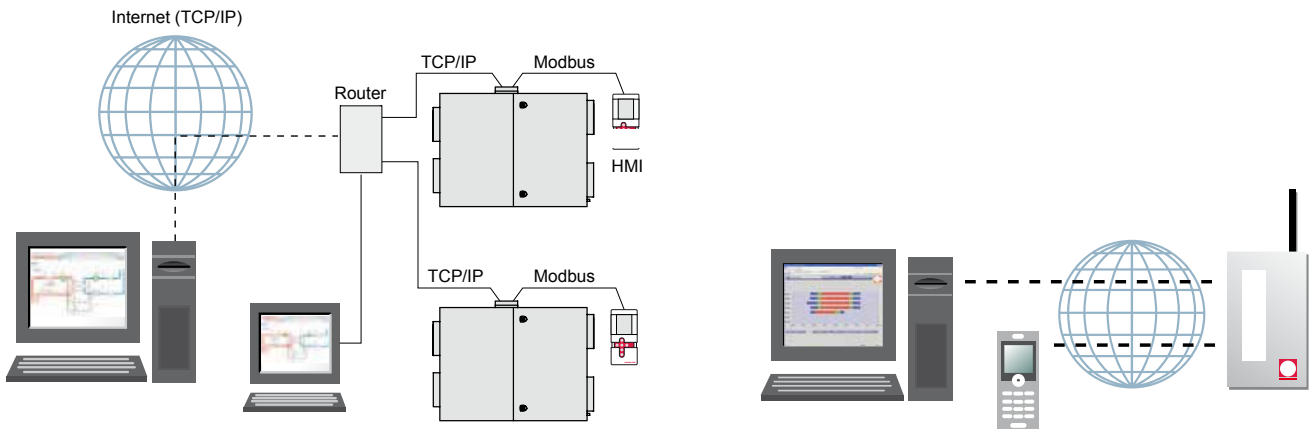 Internet (TCP/IP)
TCP/IP
Modbus
Router
HMI
TCP/IP
Modbus